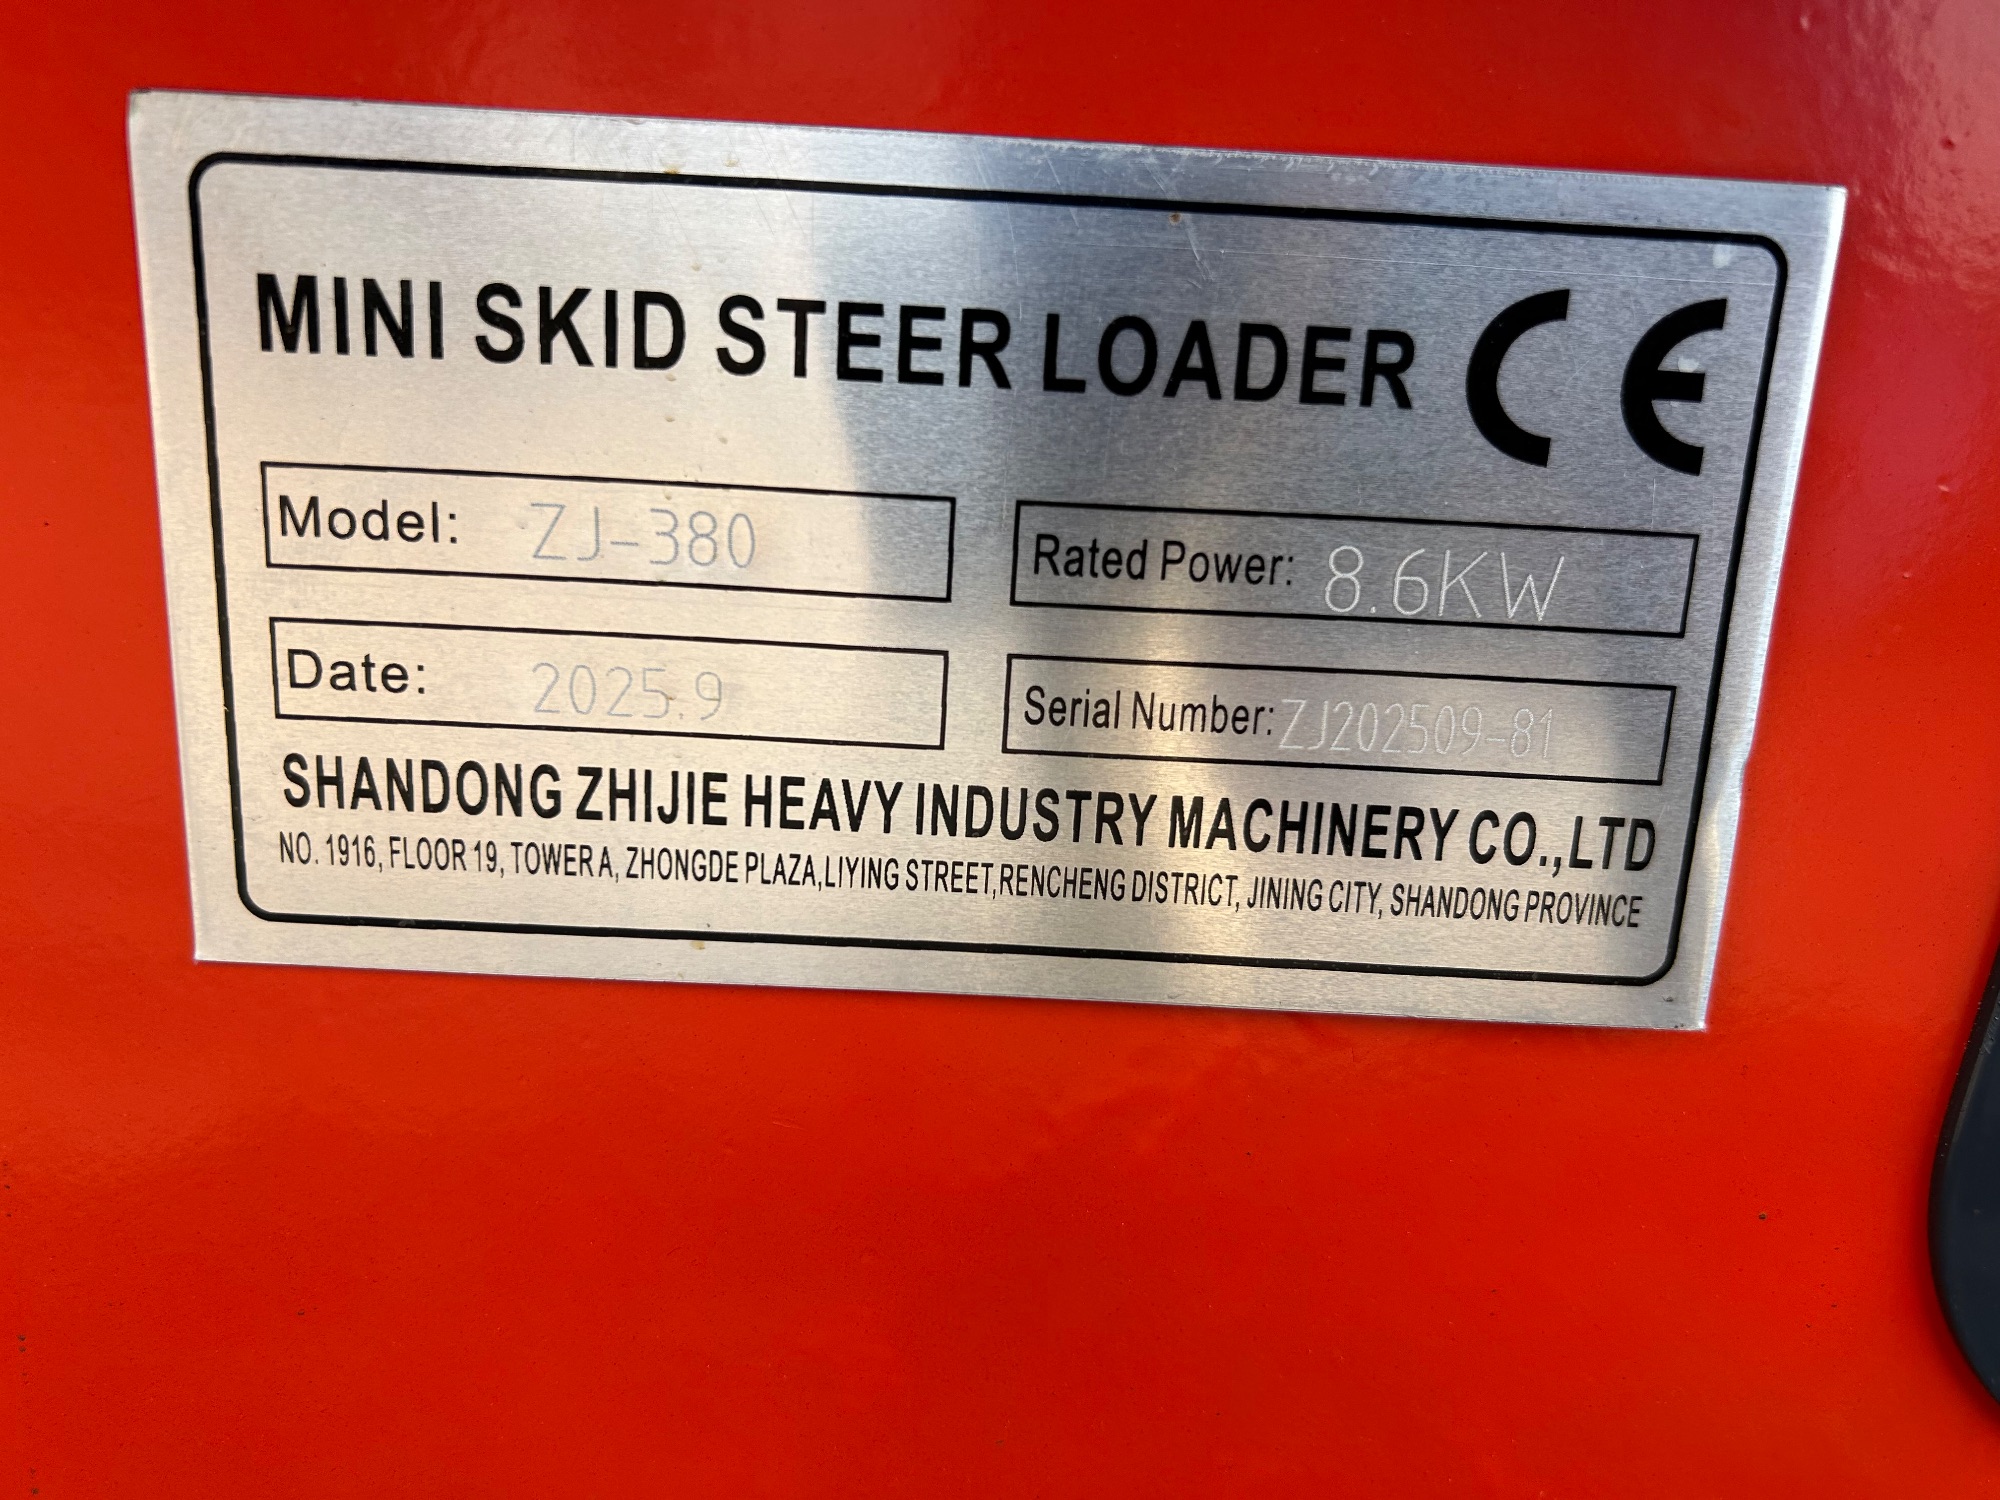 MINI SKID STEER LOADER CE
Model: ZJ-380
Rated Power: 8.6KW
Date: 2025.9
Serial Number: ZJ202509-81
SHANDONG ZHIJIE HEAVY INDUSTRY MACHINERY CO.,LTD
NO. 1916, FLOOR 19, TOWER A, ZHONGDE PLAZA,LIYING STREET,RENCHENG DISTRICT, JINING CITY, SHANDONG PROVINCE